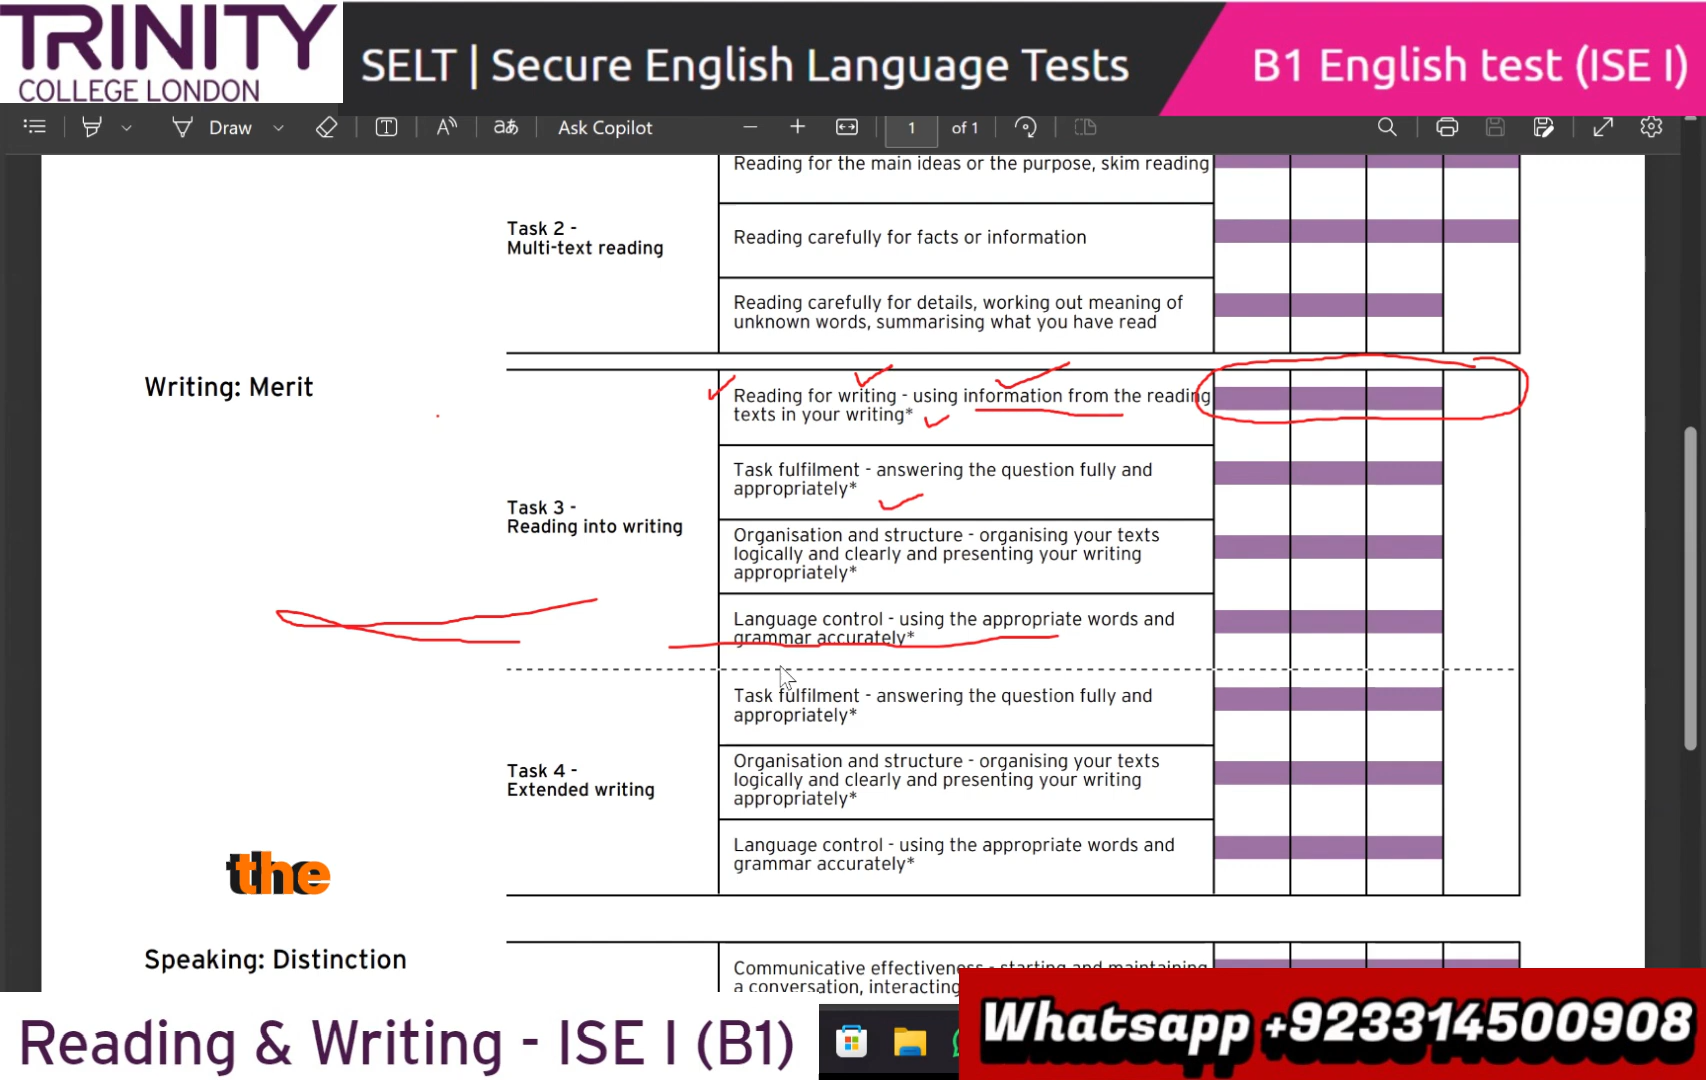 TRINITY
COLLEGE LONDON
SELT | Secure English Language Tests
B1 English test (ISE I)
Draw
Ask Copilot
1 of 1
Reading for the main ideas or the purpose, skim reading
Task 2 -
Multi-text reading
Reading carefully for facts or information
Reading carefully for details, working out meaning of
unknown words, summarising what you have read
Writing: Merit
Reading for writing - using information from the reading
texts in your writing*
Task fulfilment - answering the question fully and
appropriately*
Task 3 -
Reading into writing
Organisation and structure - organising your texts
logically and clearly and presenting your writing
appropriately*
Language control - using the appropriate words and
grammar accurately*
Task fulfilment - answering the question fully and
appropriately*
Task 4 -
Extended writing
Organisation and structure - organising your texts
logically and clearly and presenting your writing
appropriately*
Language control - using the appropriate words and
grammar accurately*
the
Speaking: Distinction
Communicative effectiveness - starting and maintaining
a conversation, interacting
Reading & Writing - ISE I (B1)
Whatsapp +923314500908